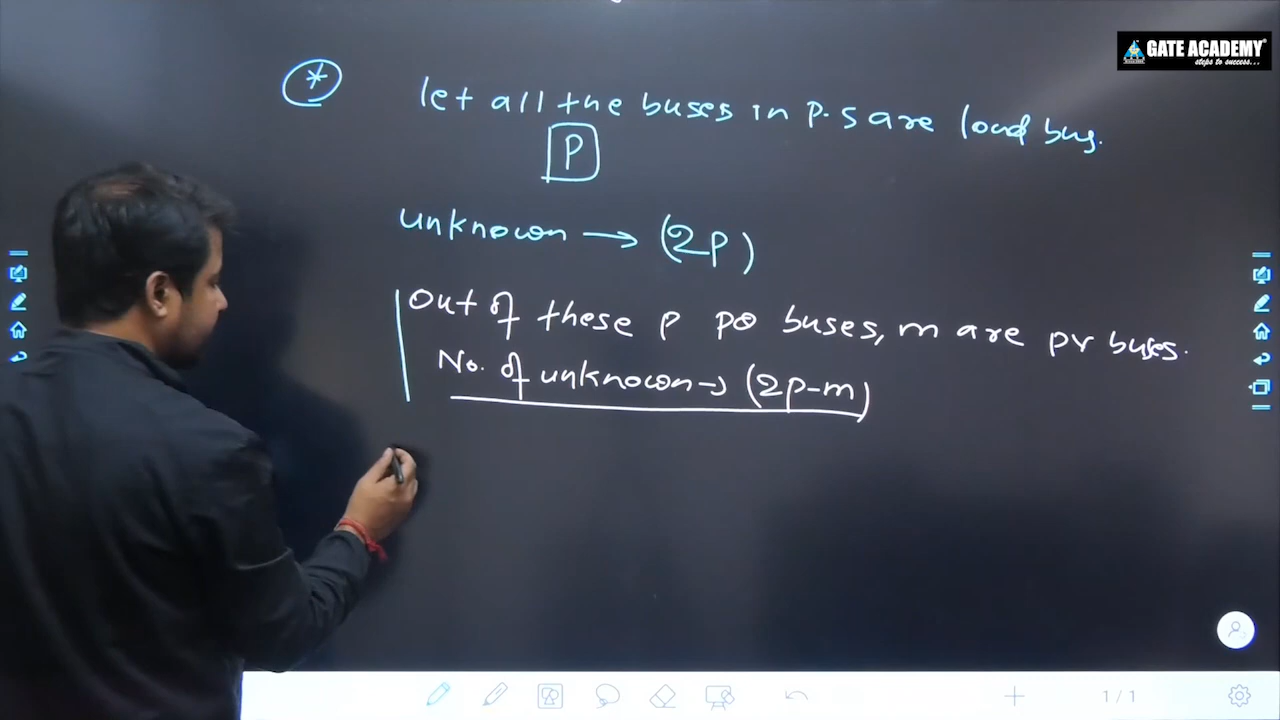 GATE ACADEMY®
steps to success...
* let all the buses in P.S are load bus.
P
unknown → (2p)
Out of these p PQ buses, m are pv buses.
No. of unknown → (2p-m)
1 / 1